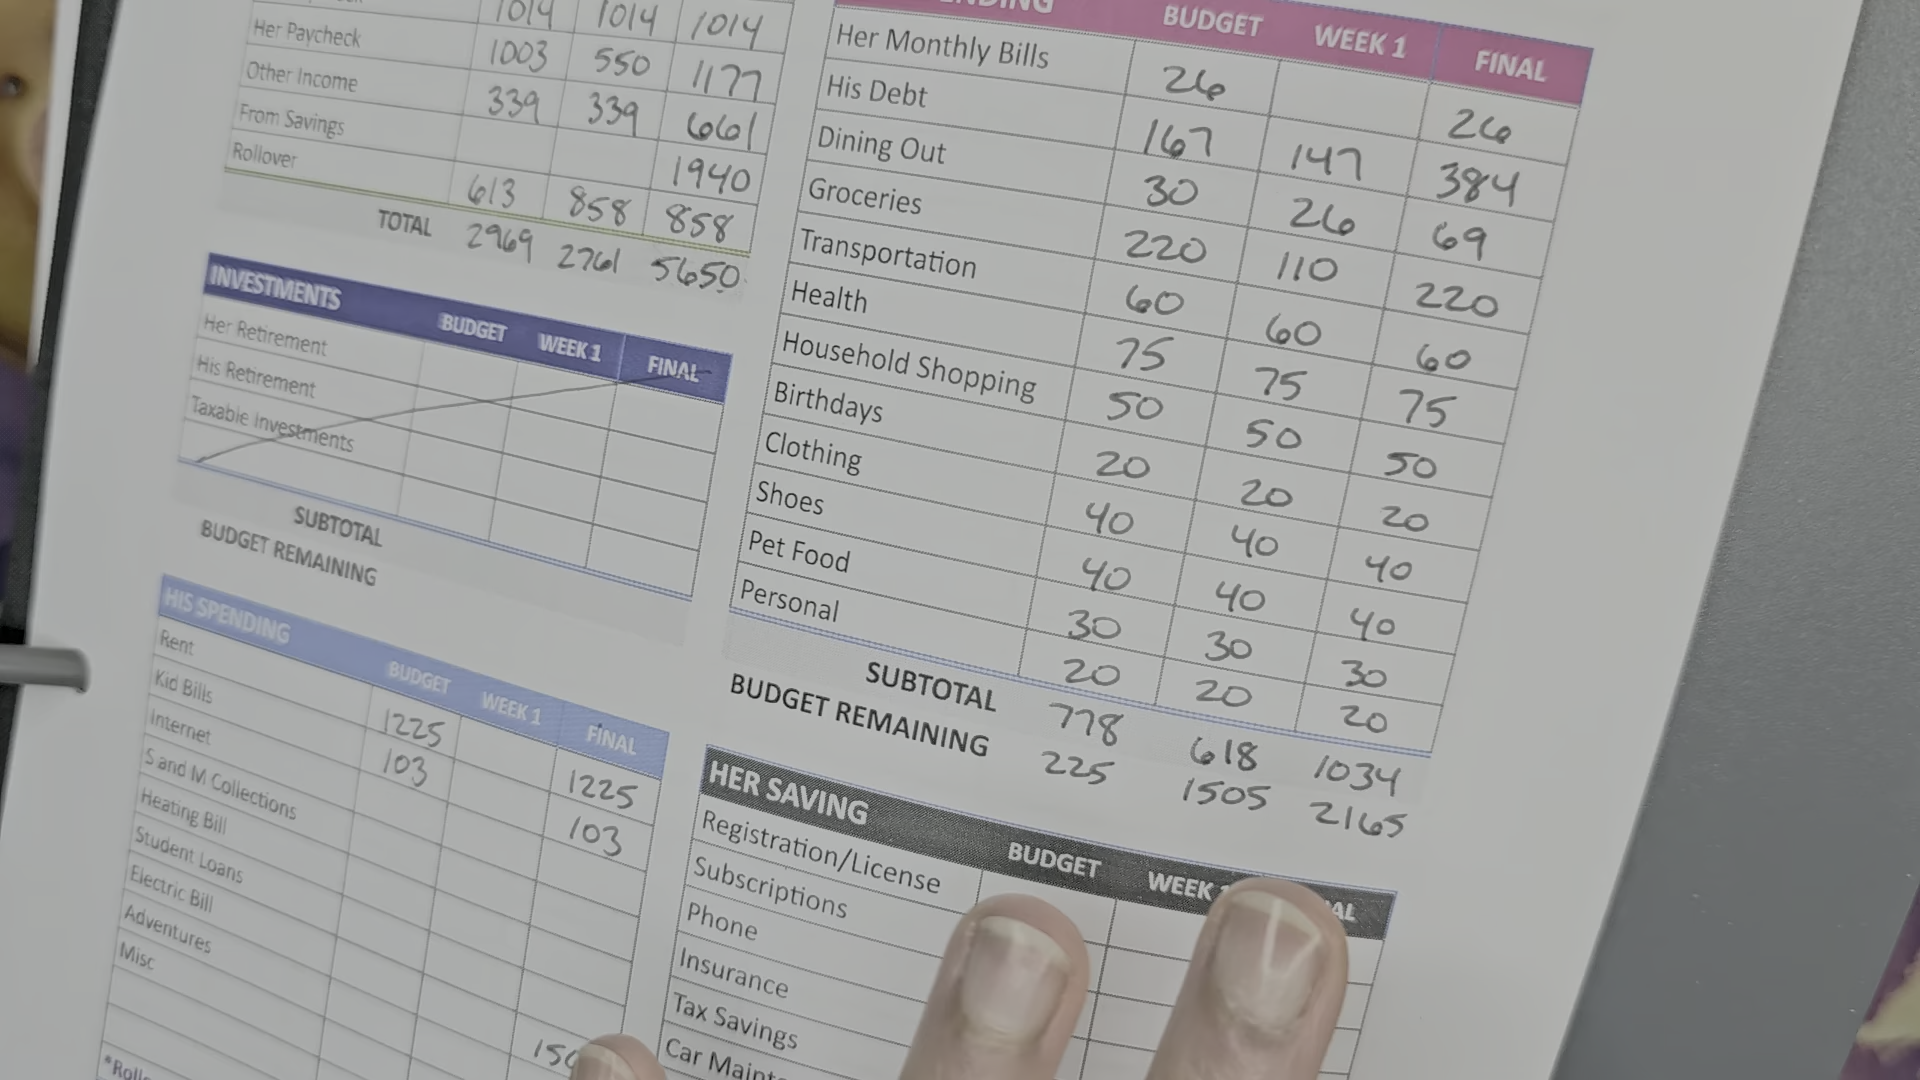 1014 1014 1014
Her Paycheck 1003 550 1177
Other Income 339 339 661
From Savings 1940
Rollover 613 858 858
TOTAL 2969 2761 5650
INVESTMENTS BUDGET WEEK 1 FINAL
Her Retirement
His Retirement
Taxable Investments
SUBTOTAL
BUDGET REMAINING
HIS SPENDING BUDGET WEEK 1 FINAL
Rent 1225 1225
Kid Bills 103 103
Internet
S and M Collections
Heating Bill
Student Loans
Electric Bill
Adventures
Misc
BUDGET WEEK 1 FINAL
Her Monthly Bills 26 26
His Debt 167 147 384
Dining Out 30 26 69
Groceries 220 110 220
Transportation 60 60 60
Health 75 75 75
Household Shopping 50 50 50
Birthdays 20 20 20
Clothing 40 40 40
Shoes 40 40 40
Pet Food 30 30 30
Personal 20 20 20
SUBTOTAL 778 618 1034
BUDGET REMAINING 225 1505 2165
HER SAVING BUDGET WEEK
Registration/License
Subscriptions
Phone
Insurance
Tax Savings
Car